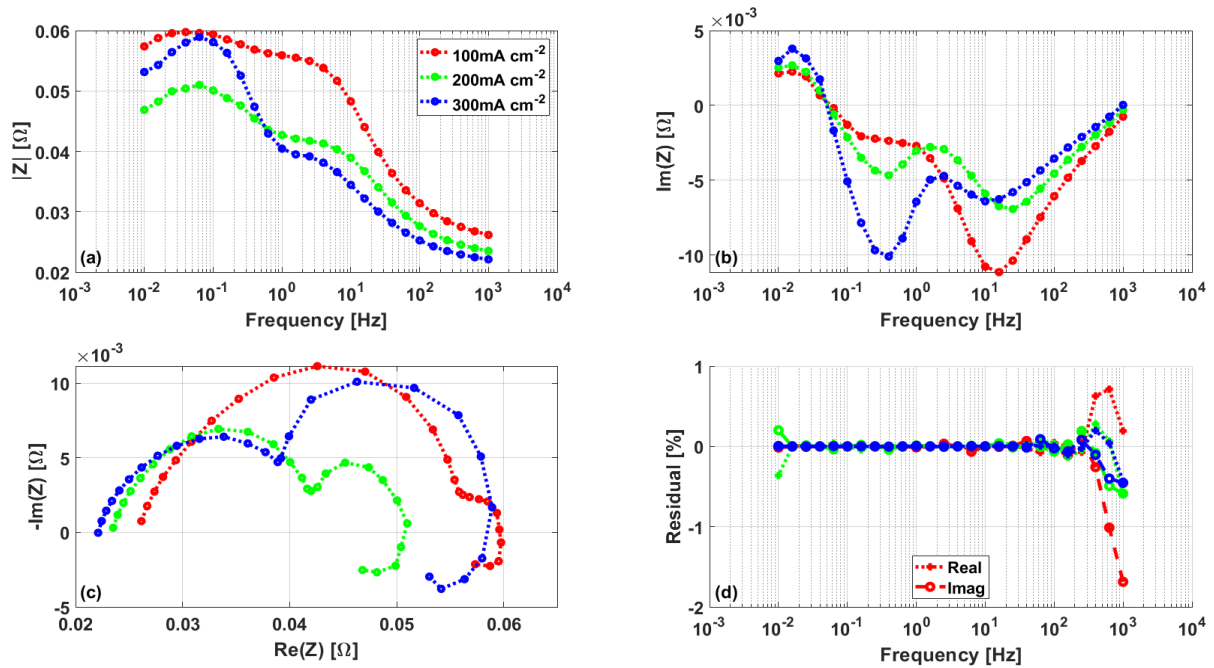 0.06
0.05
0.04
0.03
0.02
|Z| [Ω]
(a)
100mA cm-2
200mA cm-2
300mA cm-2
10-3 10-2 10-1 100 101 102 103 104
Frequency [Hz]
×10-3
5
0
-5
-10
Im(Z) [Ω]
(b)
10-3 10-2 10-1 100 101 102 103 104
Frequency [Hz]
×10-3
10
5
0
-5
-Im(Z) [Ω]
(c)
0.02 0.03 0.04 0.05 0.06
Re(Z) [Ω]
1
0
-1
-2
Residual [%]
(d)
Real
Imag
10-3 10-2 10-1 100 101 102 103 104
Frequency [Hz]